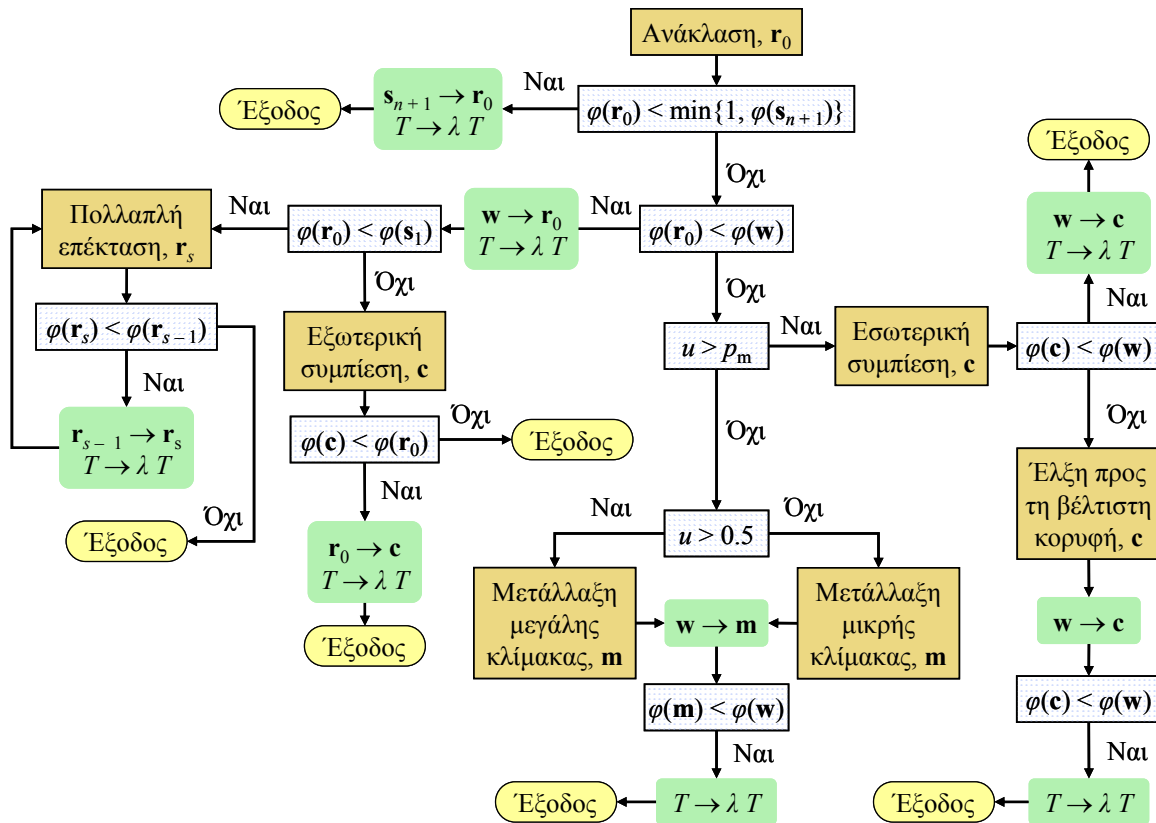 Ανάκλαση, r0
Ναι
sn + 1 → r0
T → λ T
Έξοδος
φ(r0) < min{1, φ(sn + 1)}
Όχι
Έξοδος
Πολλαπλή
επέκταση, rs
Ναι
φ(r0) < φ(s1)
w → r0
T → λ T
Ναι
φ(r0) < φ(w)
w → c
T → λ T
Όχι
Όχι
Ναι
φ(rs) < φ(rs – 1)
Εξωτερική
συμπίεση, c
u > pm
Ναι
Εσωτερική
συμπίεση, c
φ(c) < φ(w)
Ναι
Όχι
Όχι
Όχι
rs – 1 → rs
T → λ T
φ(c) < φ(r0)
Έξοδος
Ναι
Έλξη προς
τη βέλτιστη
κορυφή, c
Όχι
Ναι
Όχι
Έξοδος
r0 → c
T → λ T
u > 0.5
Μετάλλαξη
μεγάλης
κλίμακας, m
w → m
Μετάλλαξη
μικρής
κλίμακας, m
w → c
Έξοδος
φ(m) < φ(w)
φ(c) < φ(w)
Ναι
Ναι
Έξοδος
T → λ T
Έξοδος
T → λ T